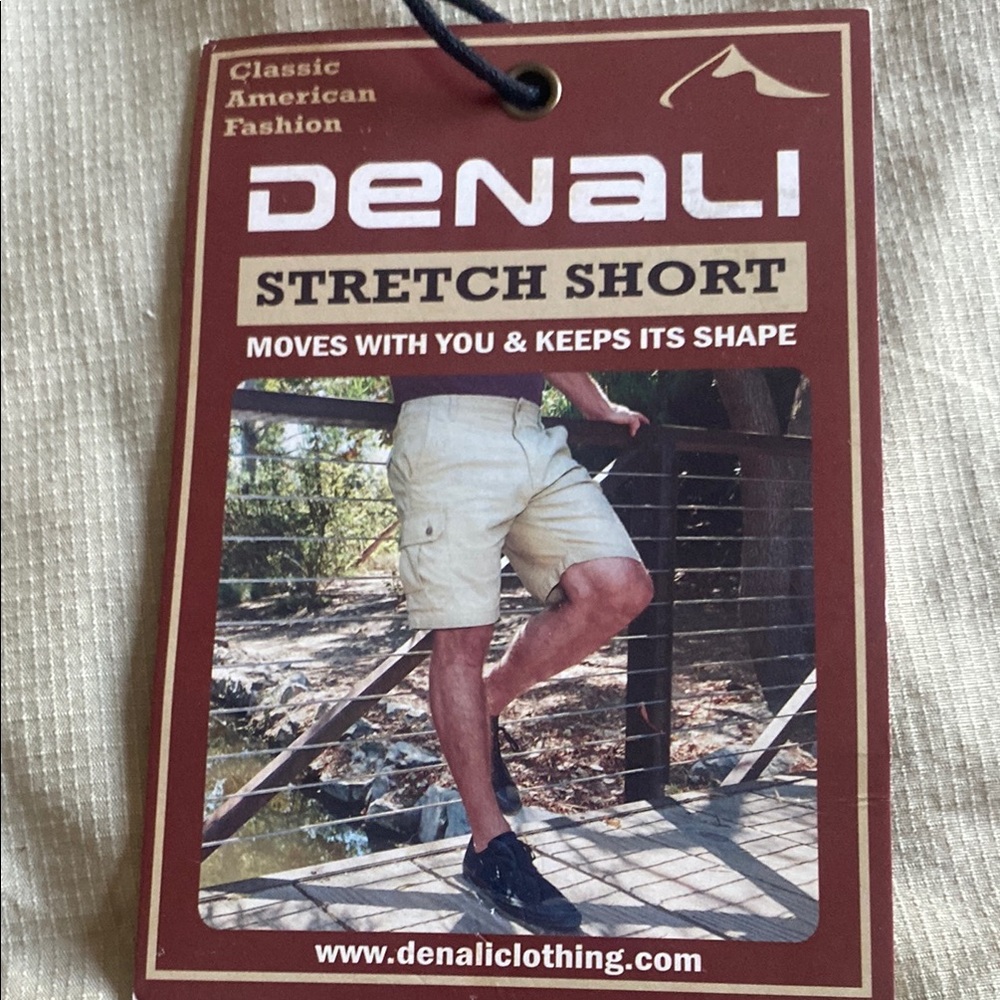 Classic
American
Fashion
DENALI
STRETCH SHORT
MOVES WITH YOU & KEEPS ITS SHAPE
www.denaliclothing.com